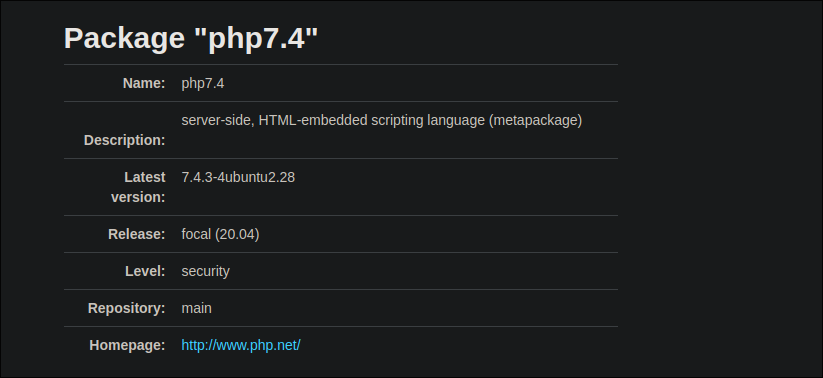 Package "php7.4"
Name: php7.4
server-side, HTML-embedded scripting language (metapackage)
Description:
Latest 7.4.3-4ubuntu2.28
version:
Release: focal (20.04)
Level: security
Repository: main
Homepage: http://www.php.net/